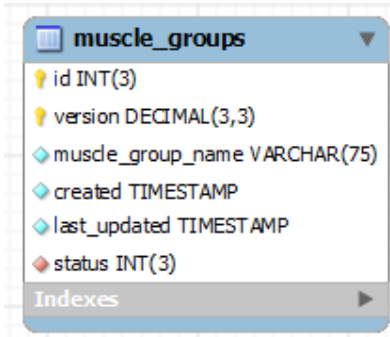 muscle_groups
id INT(3)
version DECIMAL(3,3)
muscle_group_name VARCHAR(75)
created TIMESTAMP
last_updated TIMESTAMP
status INT(3)
Indexes